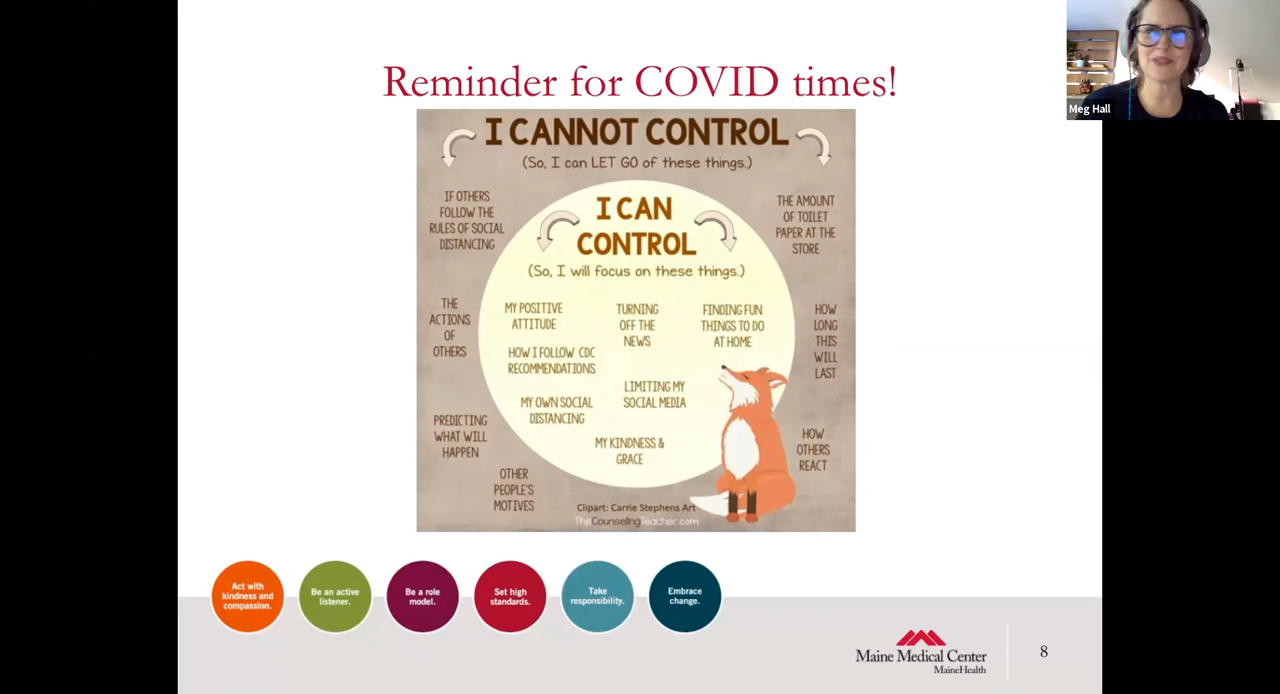 Reminder for COVID times!
Meg Hall
I CANNOT CONTROL
(So, I can LET GO of these things.)
IF OTHERS
FOLLOW THE
RULES OF SOCIAL
DISTANCING
THE AMOUNT
OF TOILET
PAPER AT THE
STORE
I CAN
CONTROL
(So, I will focus on these things.)
THE
ACTIONS
OF
OTHERS
MY POSITIVE
ATTITUDE
TURNING
OFF THE
NEWS
FINDING FUN
THINGS TO DO
AT HOME
HOW
LONG
THIS
WILL
LAST
HOW I FOLLOW CDC
RECOMMENDATIONS
LIMITING MY
SOCIAL MEDIA
MY OWN SOCIAL
DISTANCING
MY KINDNESS &
GRACE
PREDICTING
WHAT WILL
HAPPEN
HOW
OTHERS
REACT
OTHER
PEOPLE'S
MOTIVES
Clipart: Carrie Stephens Art
TheCounselingTeacher.com
Act with
kindness and
compassion.
Be an active
listener.
Be a role
model.
Set high
standards.
Take
responsibility.
Embrace
change.
Maine Medical Center
MaineHealth
8